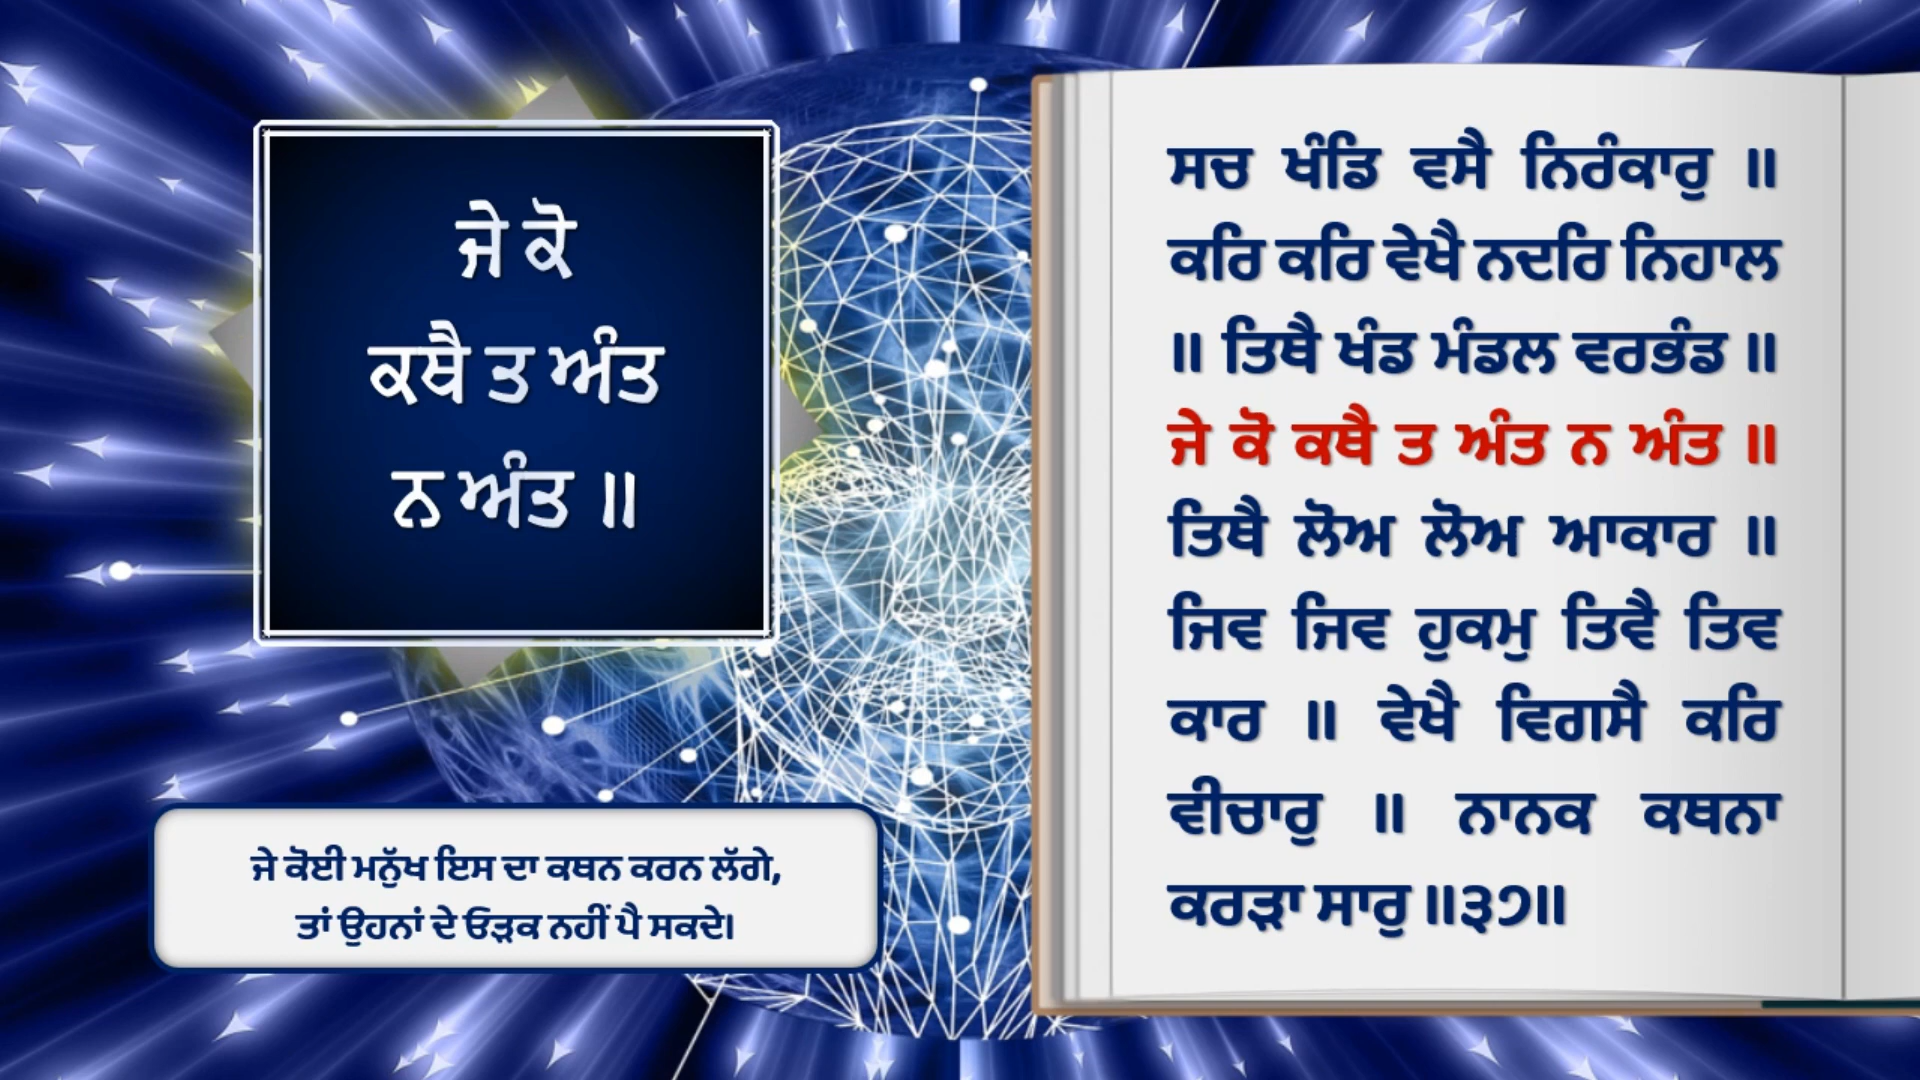 ਜੇ ਕੋ
ਕਥੈ ਤ ਅੰਤ
ਨ ਅੰਤ ॥
ਜੇ ਕੋਈ ਮਨੁੱਖ ਇਸ ਦਾ ਕਥਨ ਕਰਨ ਲੱਗੇ,
ਤਾਂ ਉਹਨਾਂ ਦੇ ਓੜਕ ਨਹੀਂ ਪੈ ਸਕਦੇ।
ਸਚ ਖੰਡਿ ਵਸੈ ਨਿਰੰਕਾਰੁ ॥
ਕਰਿ ਕਰਿ ਵੇਖੈ ਨਦਰਿ ਨਿਹਾਲ
॥ ਤਿਥੈ ਖੰਡ ਮੰਡਲ ਵਰਭੰਡ ॥
ਜੇ ਕੋ ਕਥੈ ਤ ਅੰਤ ਨ ਅੰਤ ॥
ਤਿਥੈ ਲੋਅ ਲੋਅ ਆਕਾਰ ॥
ਜਿਵ ਜਿਵ ਹੁਕਮੁ ਤਿਵੈ ਤਿਵ
ਕਾਰ ॥ ਵੇਖੈ ਵਿਗਸੈ ਕਰਿ
ਵੀਚਾਰੁ ॥ ਨਾਨਕ ਕਥਨਾ
ਕਰੜਾ ਸਾਰੁ ॥੩੭॥